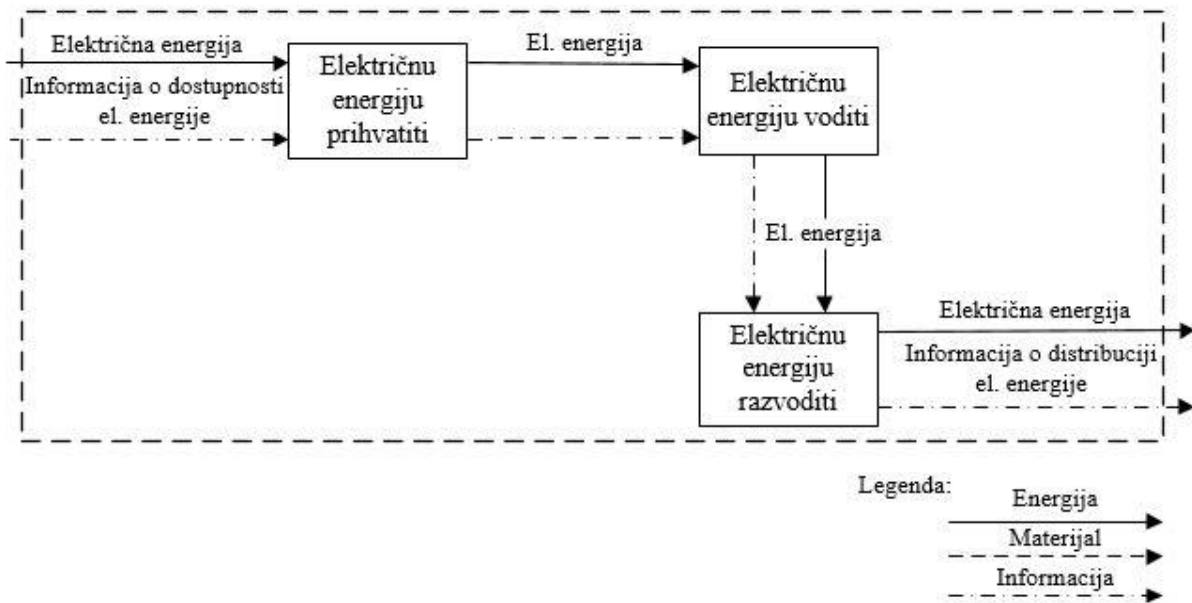 Električna energija
Informacija o dostupnosti
el. energije
Električnu
energiju
prihvatiti
El. energija
Električnu
energiju voditi
El. energija
Električnu
energiju
razvoditi
Električna energija
Informacija o distribuciji
el. energije
Legenda:
Energija
Materijal
Informacija